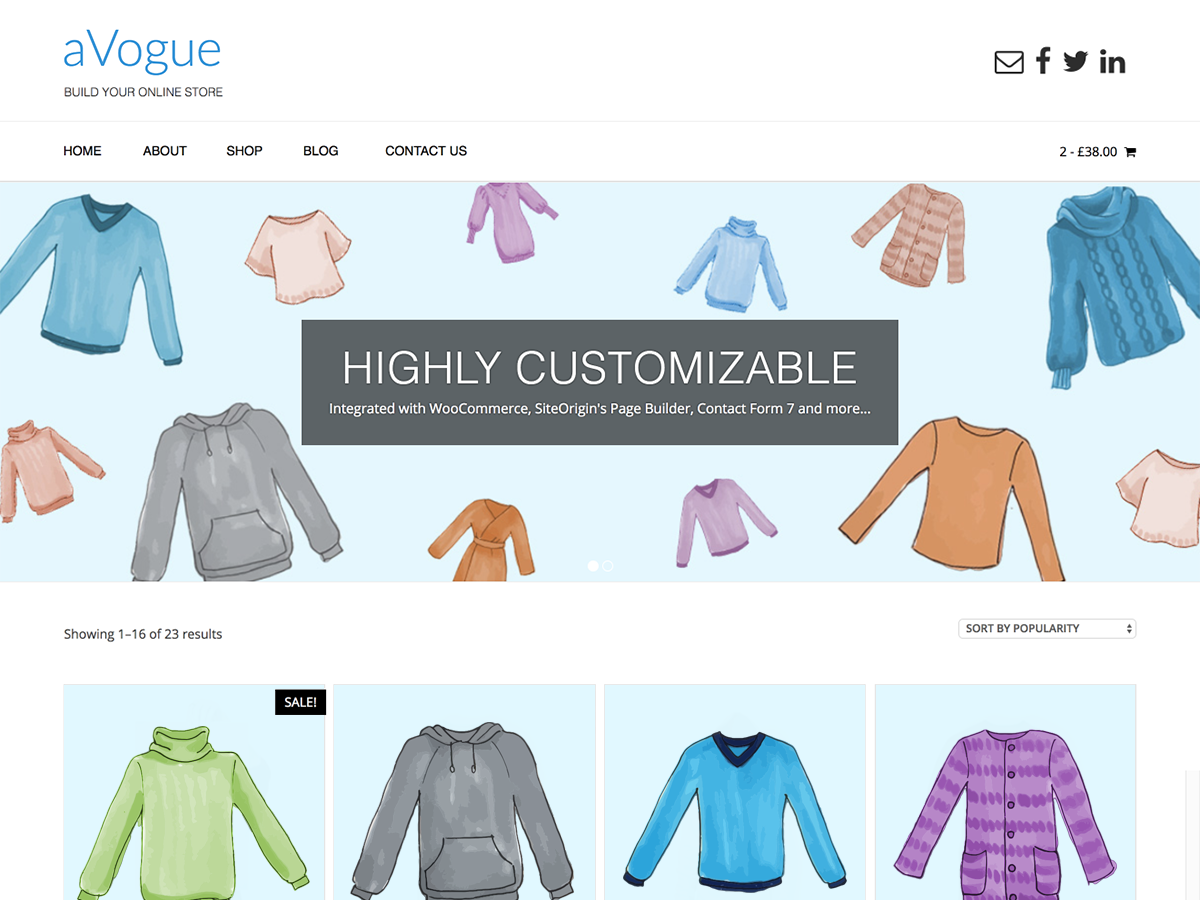 aVogue
BUILD YOUR ONLINE STORE
HOME ABOUT SHOP BLOG CONTACT US
2 - £38.00
HIGHLY CUSTOMIZABLE
Integrated with WooCommerce, SiteOrigin's Page Builder, Contact Form 7 and more...
Showing 1–16 of 23 results
SORT BY POPULARITY
SALE!